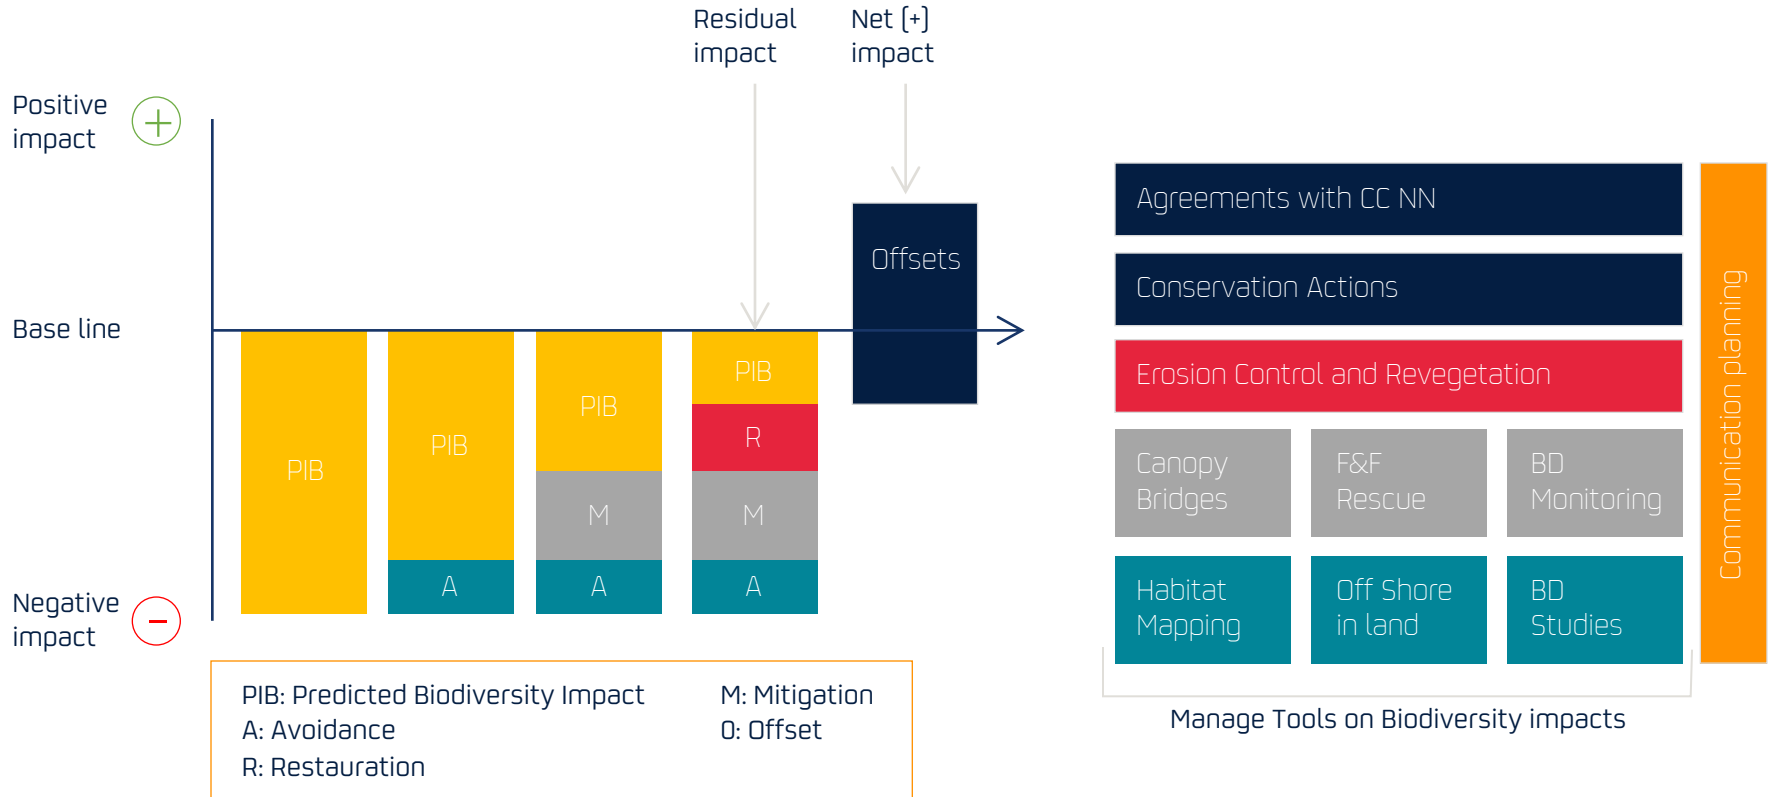 Residual
impact
Net (+)
impact
Positive
impact
Base line
Negative
impact
Offsets
PIB
PIB
A
PIB
M
A
PIB
R
M
A
PIB: Predicted Biodiversity Impact
A: Avoidance
R: Restauration
M: Mitigation
0: Offset
Agreements with CC NN
Conservation Actions
Erosion Control and Revegetation
Canopy
Bridges
F&F
Rescue
BD
Monitoring
Habitat
Mapping
Off Shore
in land
BD
Studies
Communication planning
Manage Tools on Biodiversity impacts